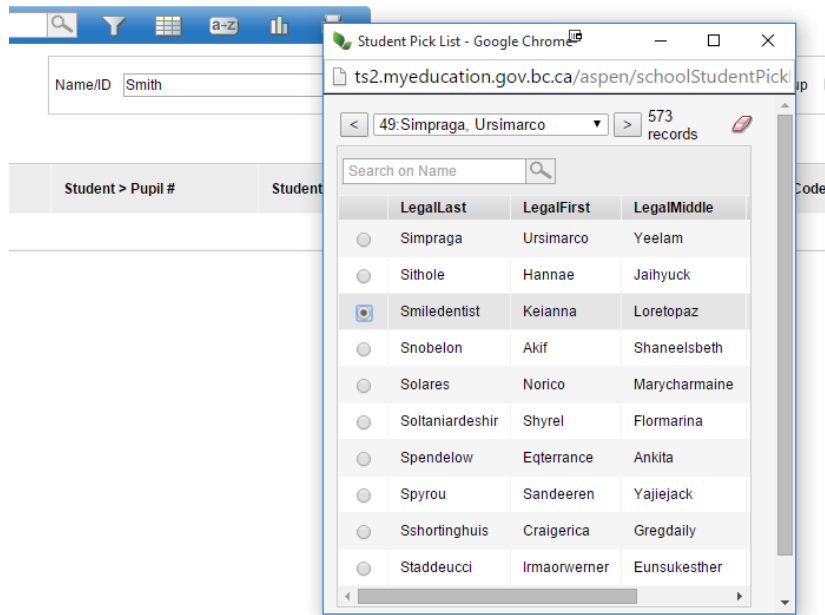 a-z
Student Pick List - Google Chrome
ts2.myeducation.gov.bc.ca/aspen/schoolStudentPickl
Name/ID Smith
up
< 49:Simpraga, Ursimarco > 573 records
Search on Name
Student > Pupil # Student
Code
LegalLast LegalFirst LegalMiddle
Simpraga Ursimarco Yeelam
Sithole Hannae Jaihyuck
Smiledentist Keianna Loretopaz
Snobelon Akif Shaneelsbeth
Solares Norico Marycharmaine
Soltaniardeshir Shyrel Flormarina
Spendelow Eqterrance Ankita
Spyrou Sandeeren Yajiejack
Sshortinghuis Craigerica Gregdaily
Staddeucci Irmaorwerner Eunsukesther